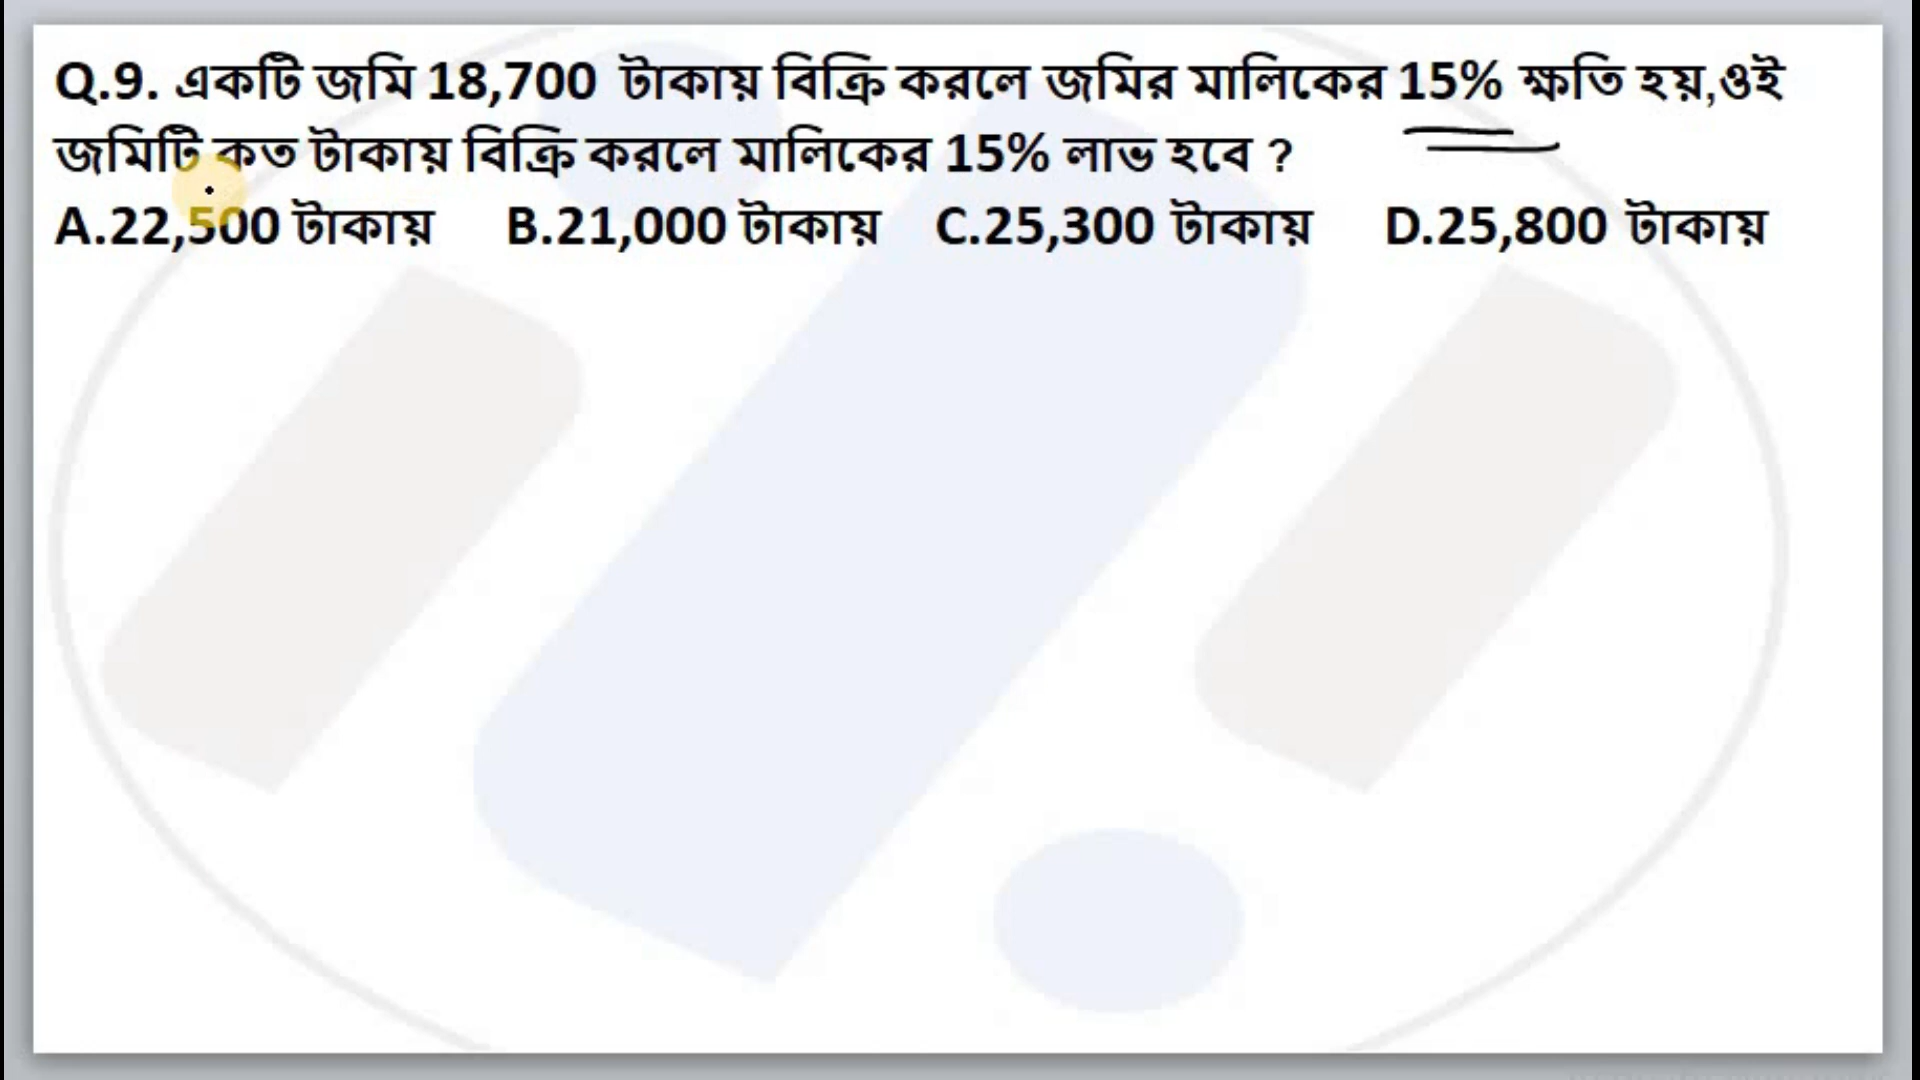 Q.9. একটি জমি 18,700 টাকায় বিক্রি করলে জমির মালিকের 15% ক্ষতি হয়,ওই
জমিটি কত টাকায় বিক্রি করলে মালিকের 15% লাভ হবে ?
A.22,500 টাকায় B.21,000 টাকায় C.25,300 টাকায় D.25,800 টাকায়